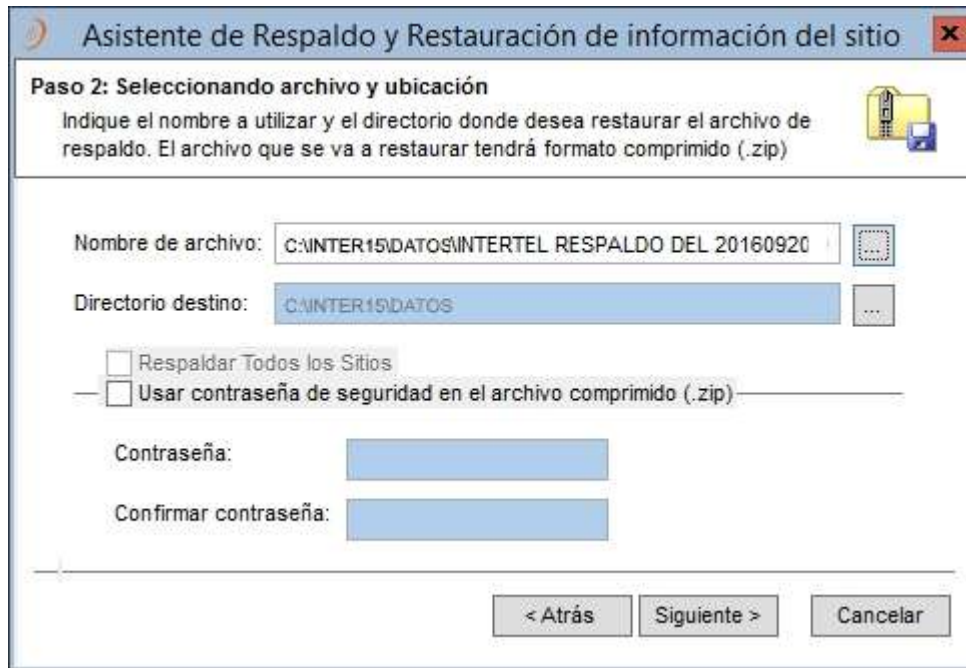 Asistente de Respaldo y Restauración de información del sitio
Paso 2: Seleccionando archivo y ubicación
Indique el nombre a utilizar y el directorio donde desea restaurar el archivo de
respaldo. El archivo que se va a restaurar tendrá formato comprimido (.zip)
Nombre de archivo: C:\INTER15\DATOS\INTERTEL RESPALDO DEL 20160920 ...
Directorio destino: C:\INTER15\DATOS ...
Respaldar Todos los Sitios
Usar contraseña de seguridad en el archivo comprimido (.zip)
Contraseña:
Confirmar contraseña:
< Atrás Siguiente > Cancelar